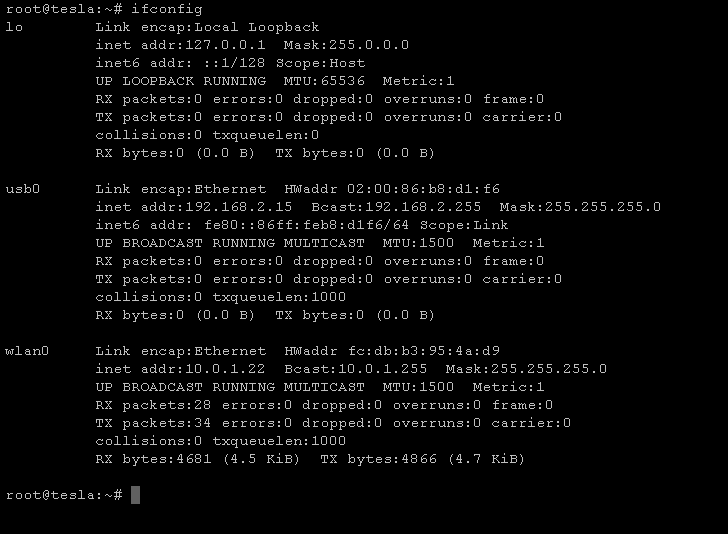 root@tesla:~# ifconfig
lo        Link encap:Local Loopback
          inet addr:127.0.0.1  Mask:255.0.0.0
          inet6 addr: ::1/128 Scope:Host
          UP LOOPBACK RUNNING  MTU:65536  Metric:1
          RX packets:0 errors:0 dropped:0 overruns:0 frame:0
          TX packets:0 errors:0 dropped:0 overruns:0 carrier:0
          collisions:0 txqueuelen:0
          RX bytes:0 (0.0 B)  TX bytes:0 (0.0 B)

usb0      Link encap:Ethernet  HWaddr 02:00:86:b8:d1:f6
          inet addr:192.168.2.15  Bcast:192.168.2.255  Mask:255.255.255.0
          inet6 addr: fe80::86ff:feb8:d1f6/64 Scope:Link
          UP BROADCAST RUNNING MULTICAST  MTU:1500  Metric:1
          RX packets:0 errors:0 dropped:0 overruns:0 frame:0
          TX packets:0 errors:0 dropped:0 overruns:0 carrier:0
          collisions:0 txqueuelen:1000
          RX bytes:0 (0.0 B)  TX bytes:0 (0.0 B)

wlan0     Link encap:Ethernet  HWaddr fc:db:b3:95:4a:d9
          inet addr:10.0.1.22  Bcast:10.0.1.255  Mask:255.255.255.0
          UP BROADCAST RUNNING MULTICAST  MTU:1500  Metric:1
          RX packets:28 errors:0 dropped:0 overruns:0 frame:0
          TX packets:34 errors:0 dropped:0 overruns:0 carrier:0
          collisions:0 txqueuelen:1000
          RX bytes:4681 (4.5 KiB)  TX bytes:4866 (4.7 KiB)

root@tesla:~#